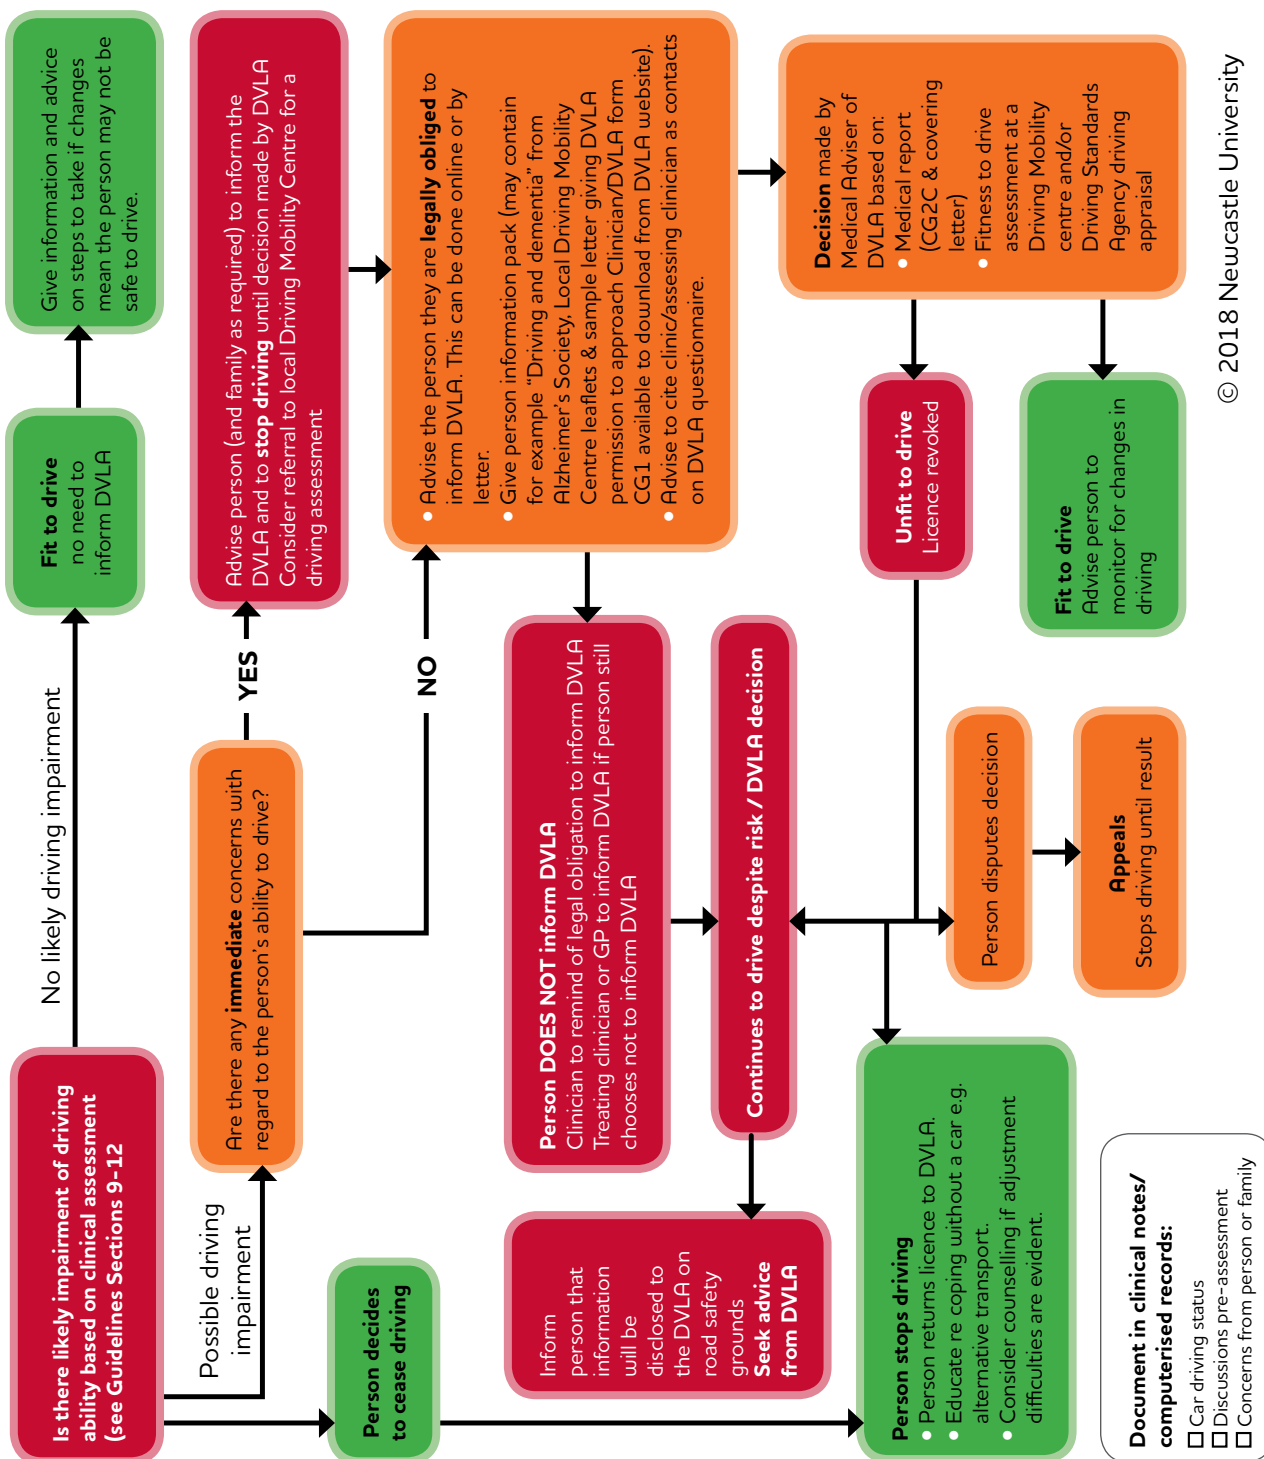 Is there likely impairment of driving
ability based on clinical assessment
(see Guidelines Sections 9-12
No likely driving impairment
Fit to drive
no need to
inform DVLA
Give information and advice
on steps to take if changes
mean the person may not be
safe to drive.
Possible driving
impairment
Are there any immediate concerns with
regard to the person's ability to drive?
YES
Advise person (and family as required) to inform the
DVLA and to stop driving until decision made by DVLA
Consider referral to local Driving Mobility Centre for a
driving assessment
NO
• Advise the person they are legally obliged to
inform DVLA. This can be done online or by
letter.
• Give person information pack (may contain
for example "Driving and dementia" from
Alzheimer's Society, Local Driving Mobility
Centre leaflets & sample letter giving DVLA
permission to approach Clinician/DVLA form
CG1 available to download from DVLA website).
• Advise to cite clinic/assessing clinician as contacts
on DVLA questionnaire.
Person decides
to cease driving
Person DOES NOT inform DVLA
Clinician to remind of legal obligation to inform DVLA
Treating clinician or GP to inform DVLA if person still
chooses not to inform DVLA
Inform
person that
information
will be
disclosed to
the DVLA on
road safety
grounds
Seek advice
from DVLA
Continues to drive despite risk / DVLA decision
Decision made by
Medical Adviser of
DVLA based on:
• Medical report
(CG2C & covering
letter)
• Fitness to drive
assessment at a
Driving Mobility
centre and/or
Driving Standards
Agency driving
appraisal
Unfit to drive
Licence revoked
Fit to drive
Advise person to
monitor for changes in
driving
Person stops driving
• Person returns licence to DVLA.
• Educate re coping without a car e.g.
alternative transport.
• Consider counselling if adjustment
difficulties are evident.
Person disputes decision
Appeals
Stops driving until result
Document in clinical notes/
computerised records:
☐ Car driving status
☐ Discussions pre-assessment
☐ Concerns from person or family
© 2018 Newcastle University